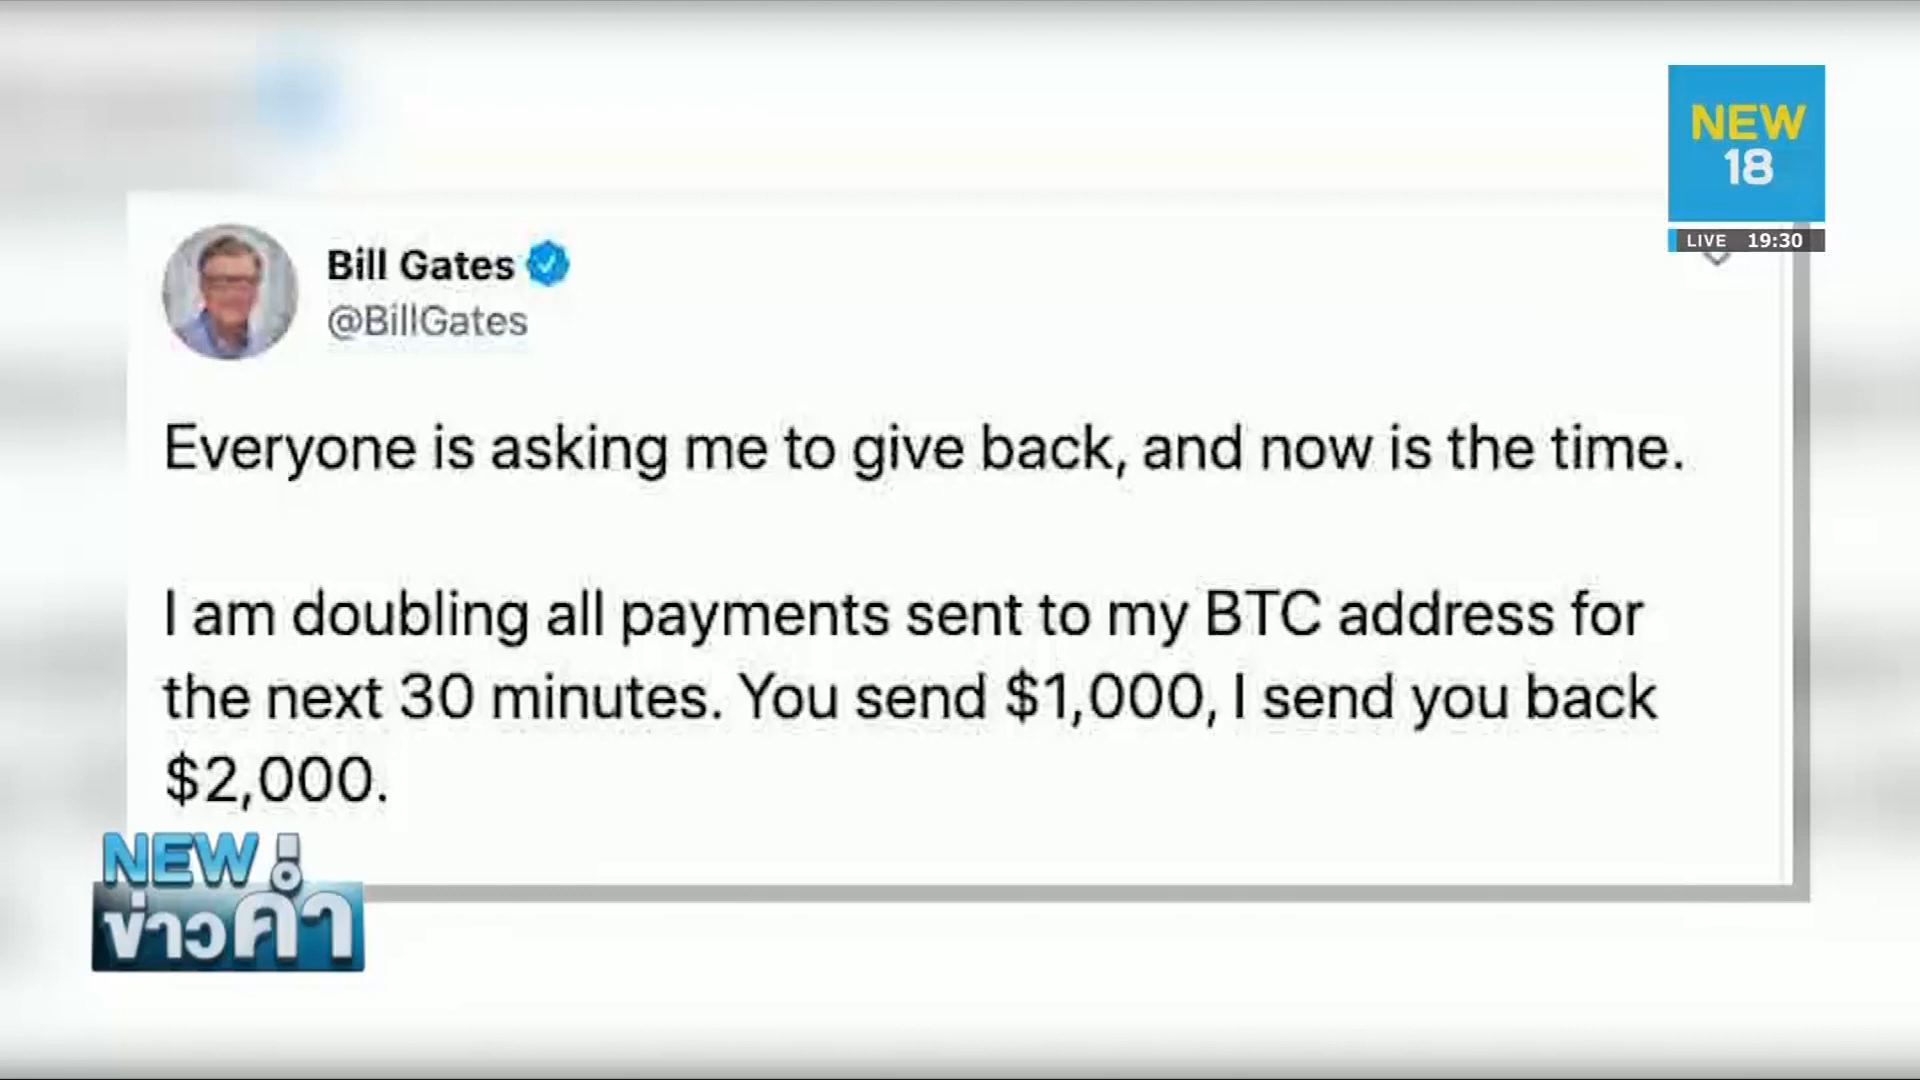 NEW
18
LIVE 19:30
Bill Gates
@BillGates
Everyone is asking me to give back, and now is the time.
I am doubling all payments sent to my BTC address for
the next 30 minutes. You send $1,000, I send you back
$2,000.
NEW!
ข่าวค่ำ